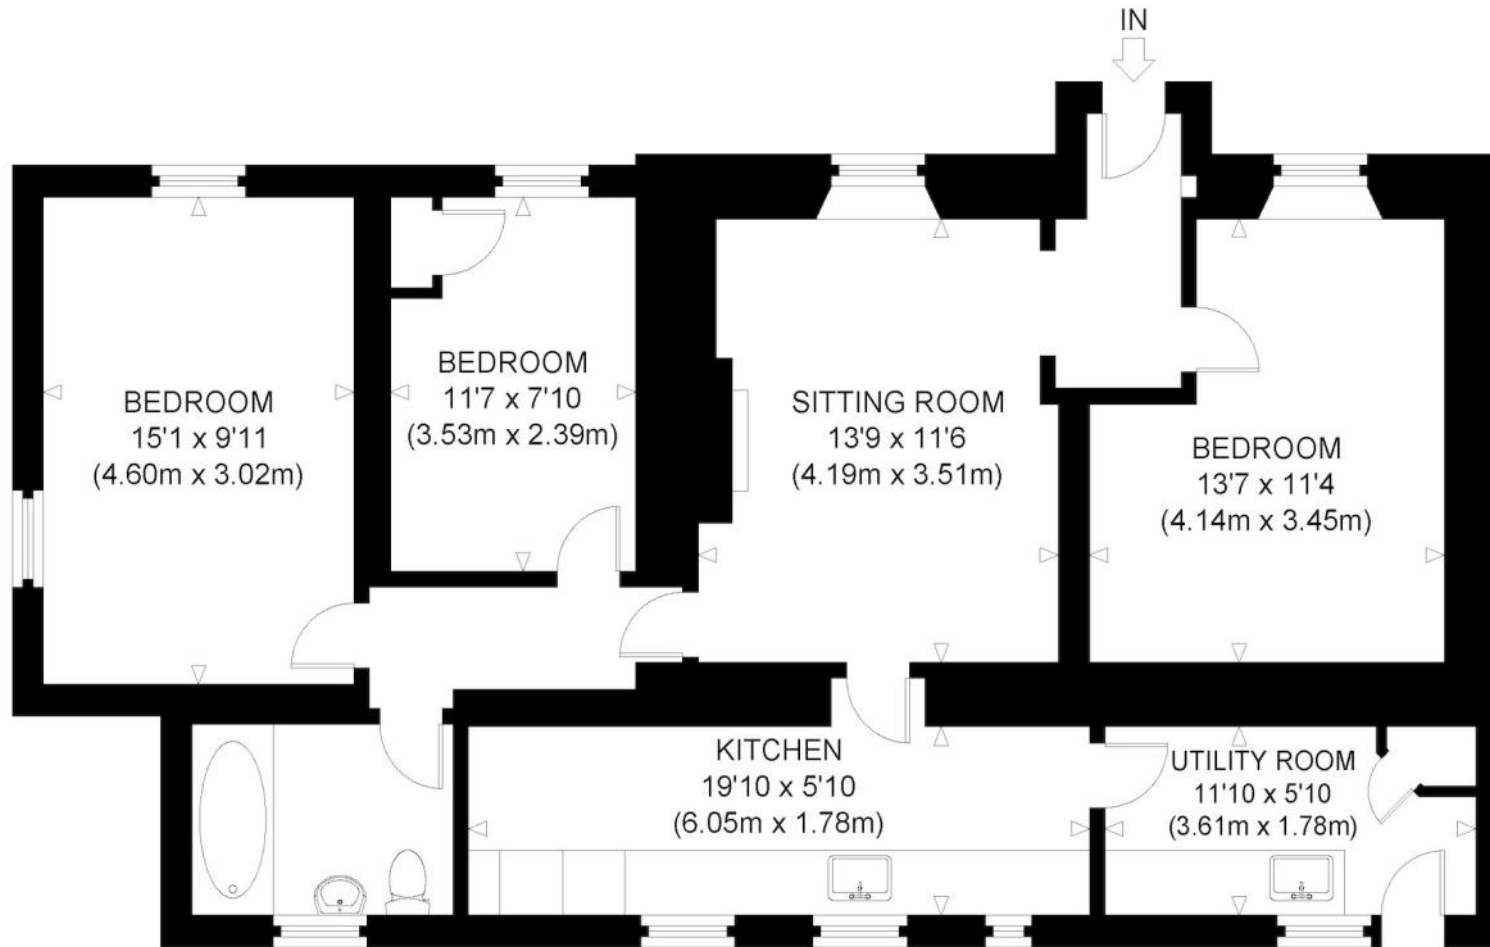 IN
BEDROOM
15'1 x 9'11
(4.60m x 3.02m)
BEDROOM
11'7 x 7'10
(3.53m x 2.39m)
SITTING ROOM
13'9 x 11'6
(4.19m x 3.51m)
BEDROOM
13'7 x 11'4
(4.14m x 3.45m)
KITCHEN
19'10 x 5'10
(6.05m x 1.78m)
UTILITY ROOM
11'10 x 5'10
(3.61m x 1.78m)